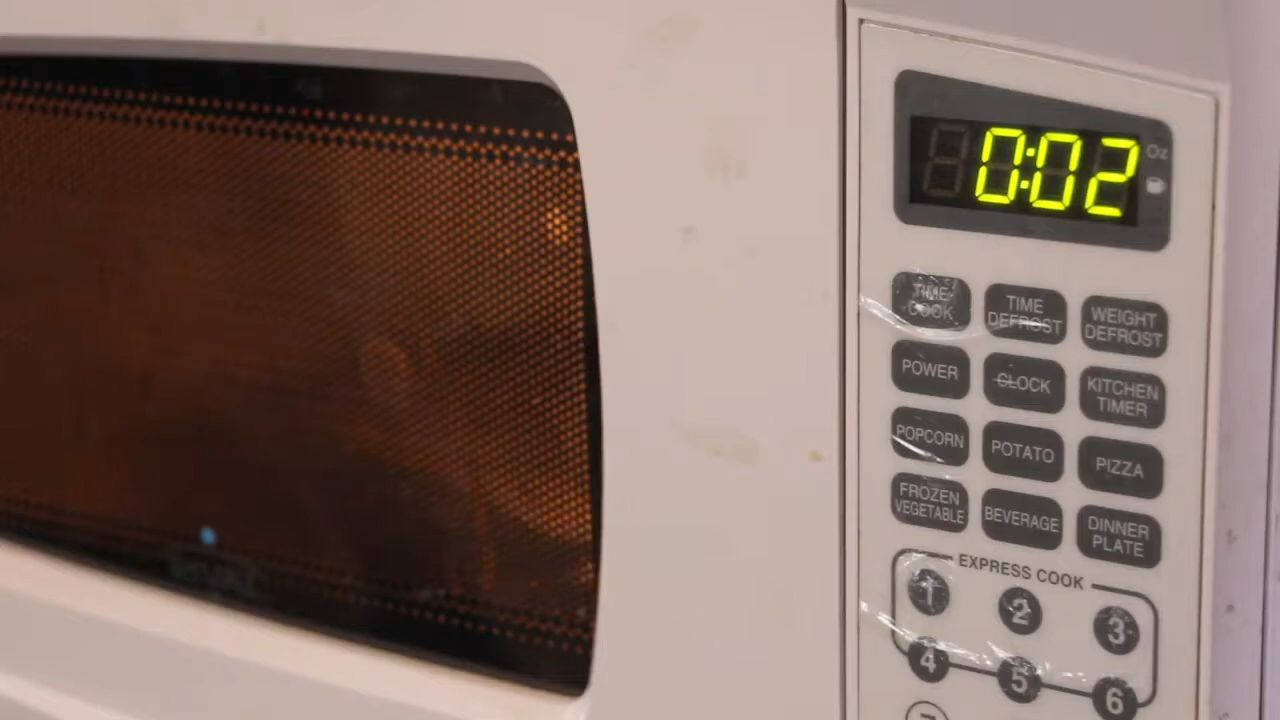 0:02
Oz
TIME
COOK
TIME
DEFROST
WEIGHT
DEFROST
POWER
CLOCK
KITCHEN
TIMER
POPCORN
POTATO
PIZZA
FROZEN
VEGETABLE
BEVERAGE
DINNER
PLATE
EXPRESS COOK
1
2
3
4
5
6
7